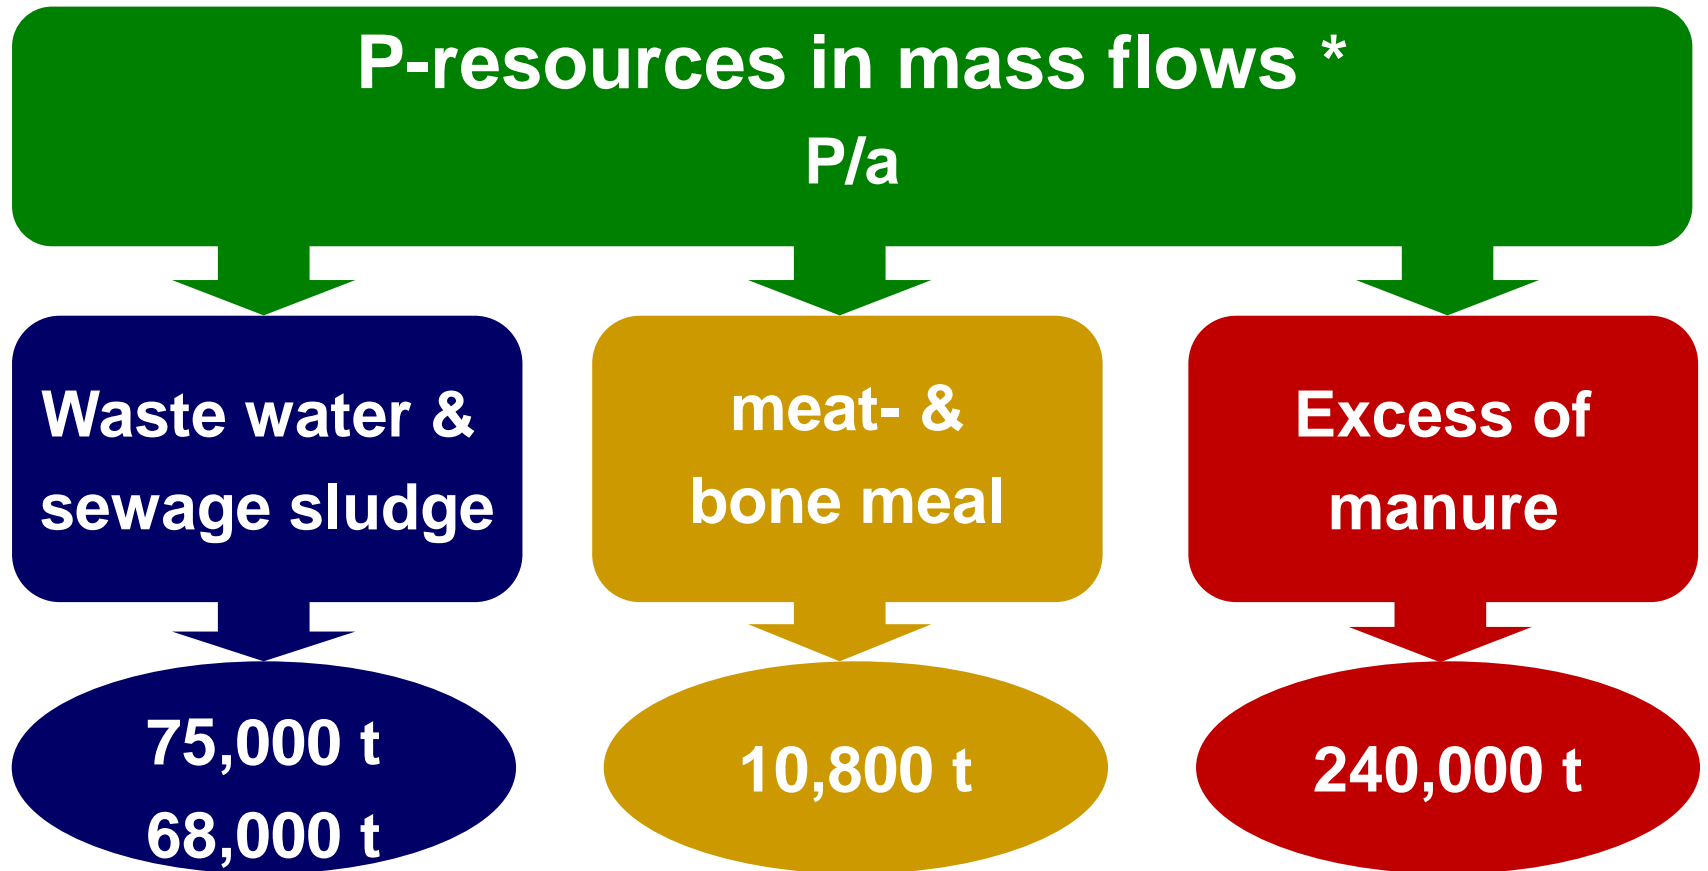 P-resources in mass flows *
P/a
Waste water &
sewage sludge
meat- &
bone meal
Excess of
manure
75,000 t
68,000 t
10,800 t
240,000 t